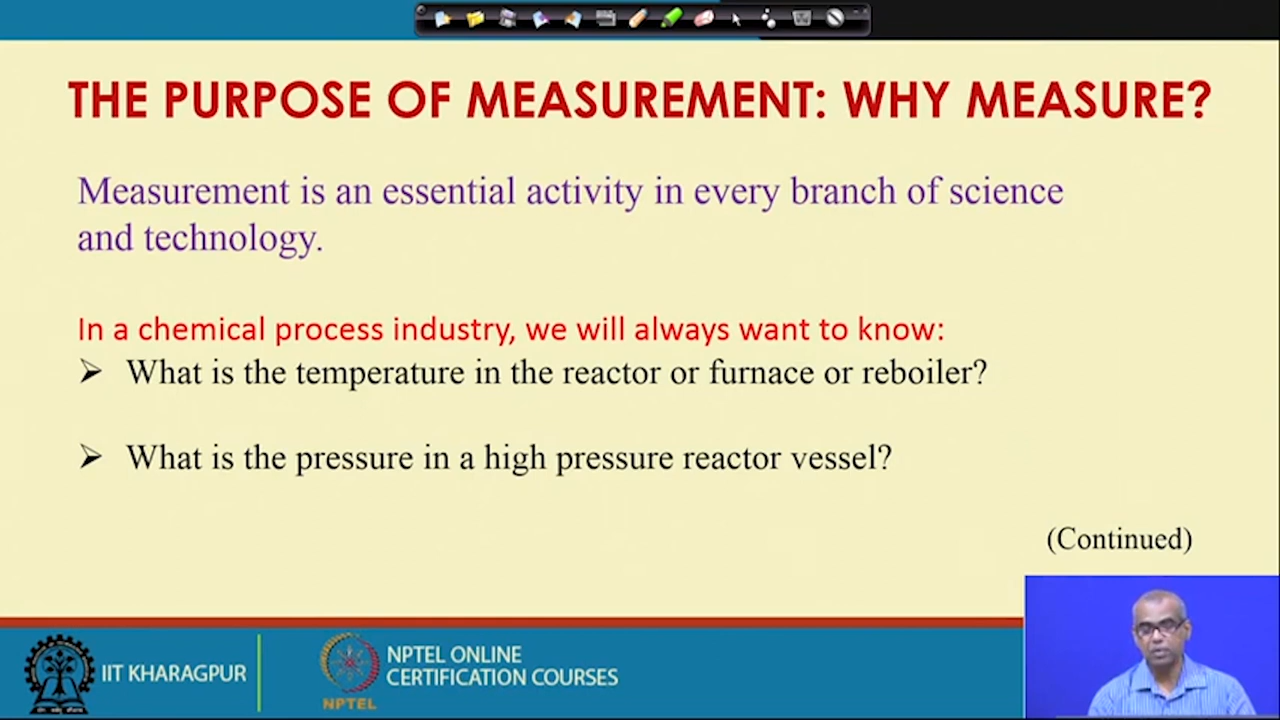 THE PURPOSE OF MEASUREMENT: WHY MEASURE?
Measurement is an essential activity in every branch of science
and technology.
In a chemical process industry, we will always want to know:
➢ What is the temperature in the reactor or furnace or reboiler?
➢ What is the pressure in a high pressure reactor vessel?
(Continued)
IIT KHARAGPUR
NPTEL ONLINE
CERTIFICATION COURSES
NPTEL